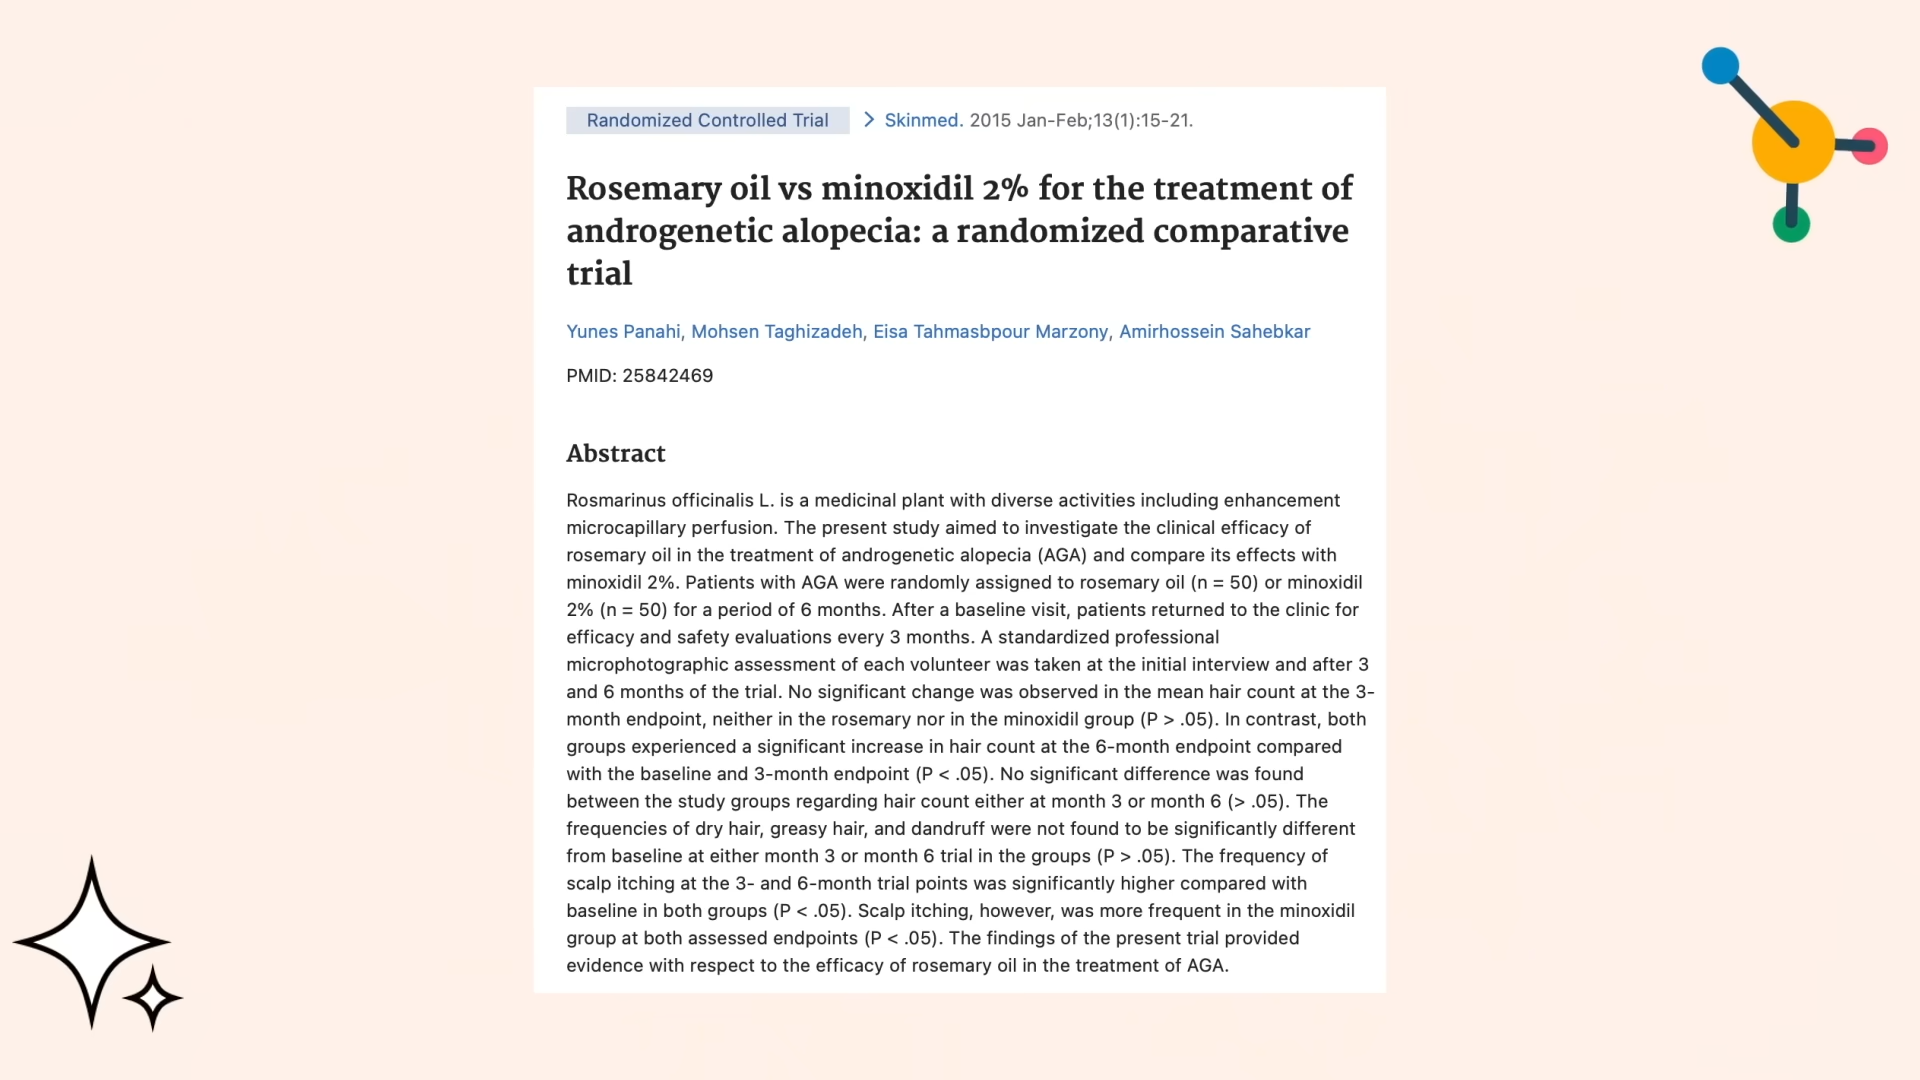 Randomized Controlled Trial > Skinmed. 2015 Jan-Feb;13(1):15-21.
Rosemary oil vs minoxidil 2% for the treatment of
androgenetic alopecia: a randomized comparative
trial
Yunes Panahi, Mohsen Taghizadeh, Eisa Tahmasbpour Marzony, Amirhossein Sahebkar
PMID: 25842469
Abstract
Rosmarinus officinalis L. is a medicinal plant with diverse activities including enhancement
microcapillary perfusion. The present study aimed to investigate the clinical efficacy of
rosemary oil in the treatment of androgenetic alopecia (AGA) and compare its effects with
minoxidil 2%. Patients with AGA were randomly assigned to rosemary oil (n = 50) or minoxidil
2% (n = 50) for a period of 6 months. After a baseline visit, patients returned to the clinic for
efficacy and safety evaluations every 3 months. A standardized professional
microphotographic assessment of each volunteer was taken at the initial interview and after 3
and 6 months of the trial. No significant change was observed in the mean hair count at the 3-
month endpoint, neither in the rosemary nor in the minoxidil group (P > .05). In contrast, both
groups experienced a significant increase in hair count at the 6-month endpoint compared
with the baseline and 3-month endpoint (P < .05). No significant difference was found
between the study groups regarding hair count either at month 3 or month 6 (> .05). The
frequencies of dry hair, greasy hair, and dandruff were not found to be significantly different
from baseline at either month 3 or month 6 trial in the groups (P > .05). The frequency of
scalp itching at the 3- and 6-month trial points was significantly higher compared with
baseline in both groups (P < .05). Scalp itching, however, was more frequent in the minoxidil
group at both assessed endpoints (P < .05). The findings of the present trial provided
evidence with respect to the efficacy of rosemary oil in the treatment of AGA.